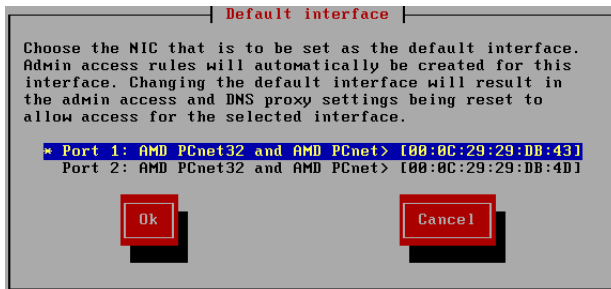 Default interface
Choose the NIC that is to be set as the default interface.
Admin access rules will automatically be created for this
interface. Changing the default interface will result in
the admin access and DNS proxy settings being reset to
allow access for the selected interface.
* Port 1: AMD PCnet32 and AMD PCnet> [00:0C:29:29:DB:43]
Port 2: AMD PCnet32 and AMD PCnet> [00:0C:29:29:DB:4D]
Ok Cancel